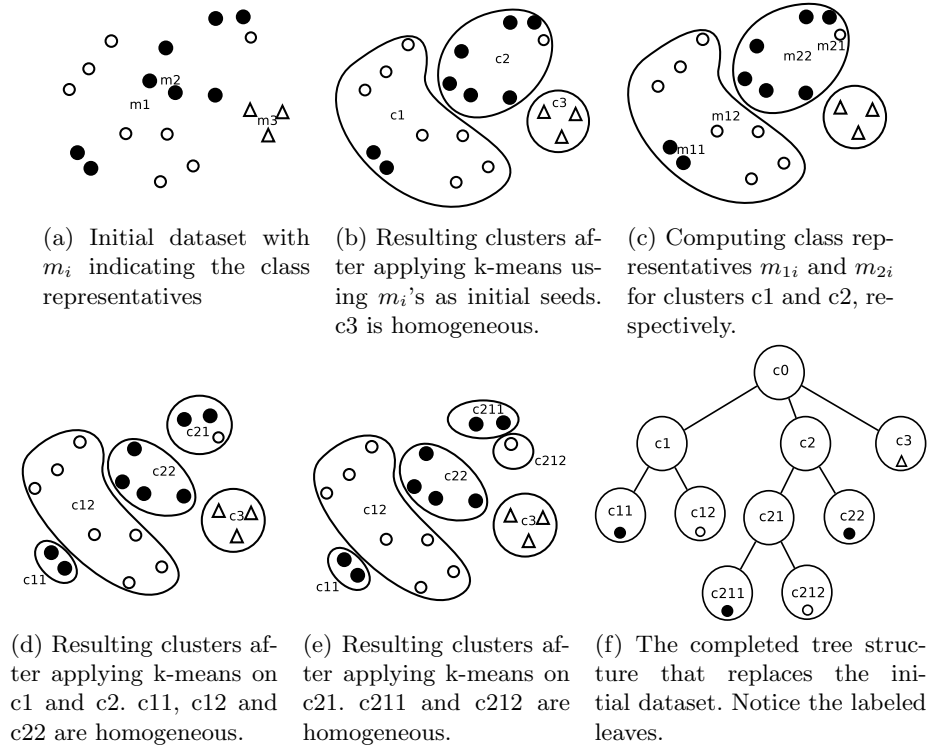 m2
m1
m3
c2
c1
c3
m21
m22
m12
m11
(a) Initial dataset with
m_i indicating the class
representatives
(b) Resulting clusters af-
ter applying k-means us-
ing m_i's as initial seeds.
c3 is homogeneous.
(c) Computing class rep-
resentatives m_{1i} and m_{2i}
for clusters c1 and c2, re-
spectively.
c21
c22
c12
c3
c11
c211
c212
c22
c12
c3
c11
c0
c1
c2
c3
c11
c12
c21
c22
c211
c212
(d) Resulting clusters af-
ter applying k-means on
c1 and c2. c11, c12 and
c22 are homogeneous.
(e) Resulting clusters af-
ter applying k-means on
c21. c211 and c212 are
homogeneous.
(f) The completed tree struc-
ture that replaces the ini-
tial dataset. Notice the labeled
leaves.